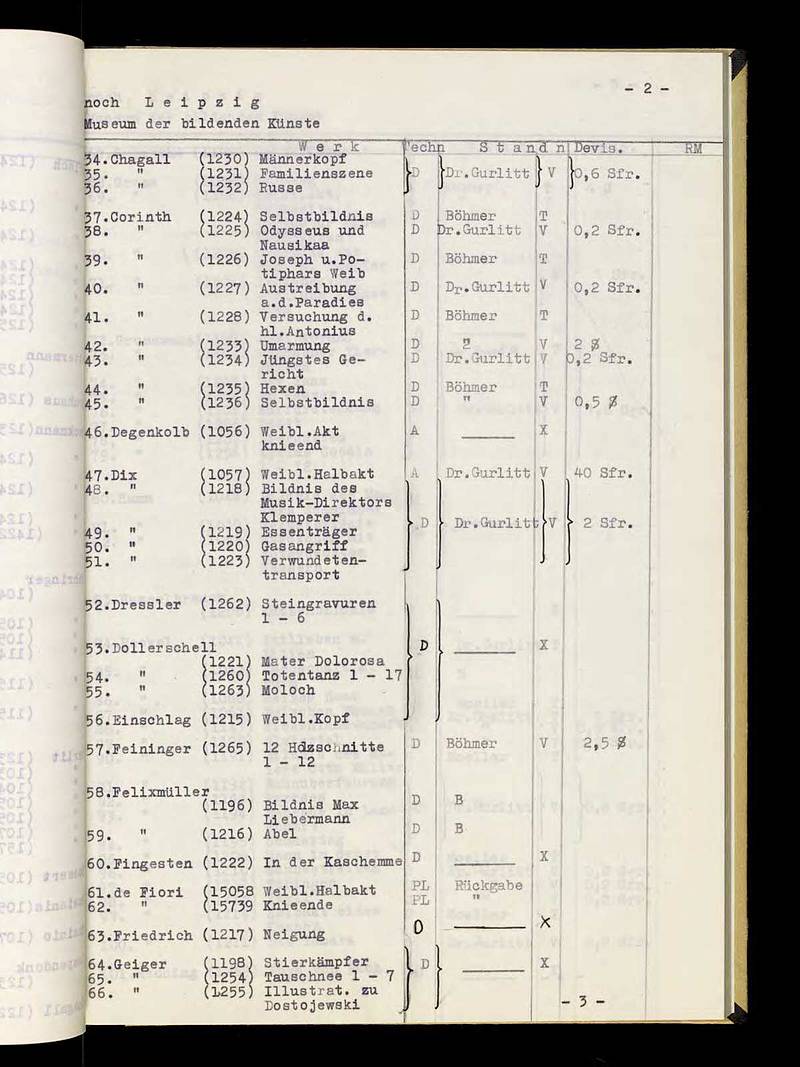 - 2 -
noch L e i p z i g
Museum der bildenden Künste
W e r k Techn S t a n d n Devis. RM
34.Chagall (1230) Männerkopf
35. " (1231) Familienszene D Dr.Gurlitt V 0,6 Sfr.
36. " (1232) Russe
37.Corinth (1224) Selbstbildnis D Böhmer T
38. " (1225) Odysseus und D Dr.Gurlitt V 0,2 Sfr.
Nausikaa
39. " (1226) Joseph u.Po- D Böhmer T
tiphars Weib
40. " (1227) Austreibung D Dr.Gurlitt V 0,2 Sfr.
a.d.Paradies
41. " (1228) Versuchung d. D Böhmer T
hl.Antonius
42. " (1233) Umarmung D " V 2 $
43. " (1234) Jüngstes Ge- D Dr.Gurlitt V 0,2 Sfr.
richt
44. " (1235) Hexen D Böhmer T
45. " (1236) Selbstbildnis D " V 0,5 $
46.Degenkolb (1056) Weibl.Akt A ______ X
knieend
47.Dix (1057) Weibl.Halbakt A Dr.Gurlitt V 40 Sfr.
48. " (1218) Bildnis des
Musik-Direktors
Klemperer D Dr.Gurlitt V 2 Sfr.
49. " (1219) Essenträger
50. " (1220) Gasangriff
51. " (1223) Verwundeten-
transport
52.Dressler (1262) Steingravuren
1 - 6
53.Dollerschell D ______ X
(1221) Mater Dolorosa
54. " (1260) Totentanz 1 - 17
55. " (1263) Moloch
56.Einschlag (1215) Weibl.Kopf
57.Feininger (1265) 12 Hdzschnitte D Böhmer V 2,5 $
1 - 12
58.Felixmüller
(1196) Bildnis Max D B
Liebermann
59. " (1216) Abel D B
60.Fingesten (1222) In der Kaschemme D ______ X
61.de Fiori (15058 Weibl.Halbakt PL Rückgabe
62. " (15739 Knieende PL "
63.Friedrich (1217) Neigung D ______ X
64.Geiger (1198) Stierkämpfer D ______ X
65. " (1254) Tauschnee 1 - 7
66. " (1255) Illustrat. zu
Dostojewski
- 3 -